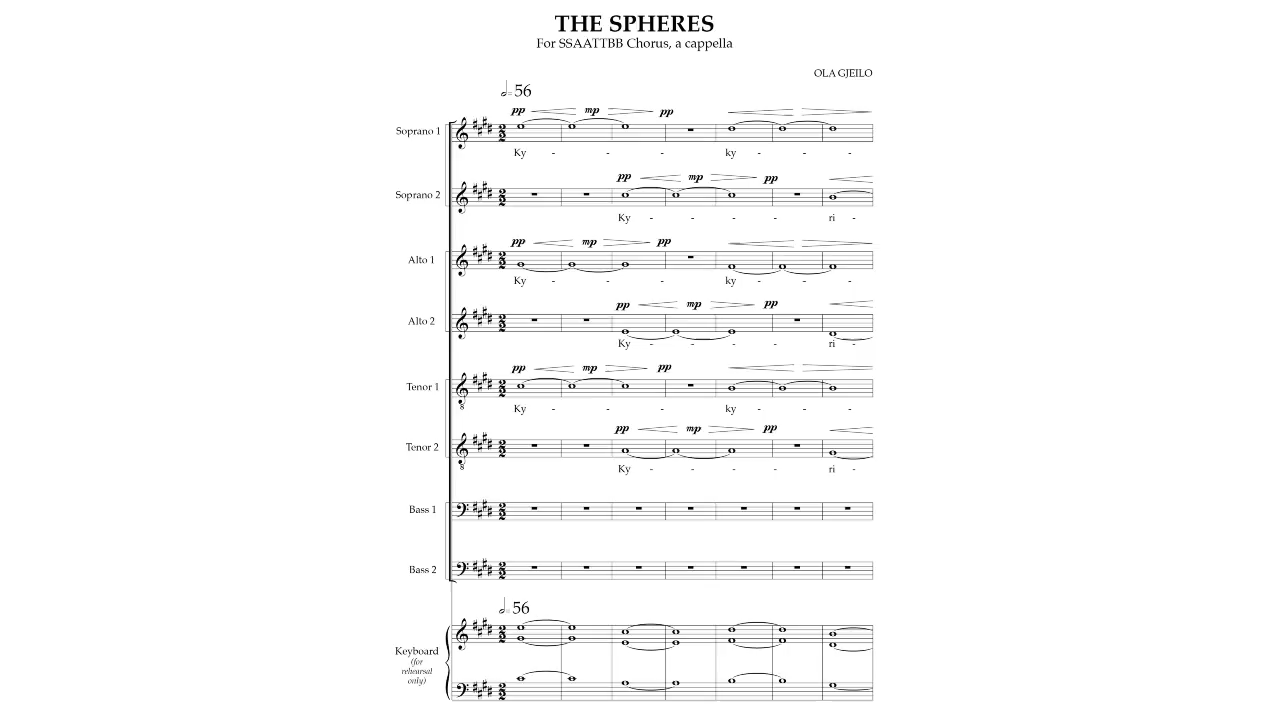 THE SPHERES
For SSAATTBB Chorus, a cappella
OLA GJEILO
𝅗𝅥= 56
pp mp pp
Soprano 1
Ky - - - ky - - -
pp mp pp
Soprano 2
Ky - - - - ri -
pp mp pp
Alto 1
Ky - - - ky - - -
pp mp pp
Alto 2
Ky - - - - ri -
pp mp pp
Tenor 1
Ky - - - ky - - -
pp mp pp
Tenor 2
Ky - - - - ri -
Bass 1
Bass 2
𝅗𝅥= 56
Keyboard
(for
rehearsal
only)